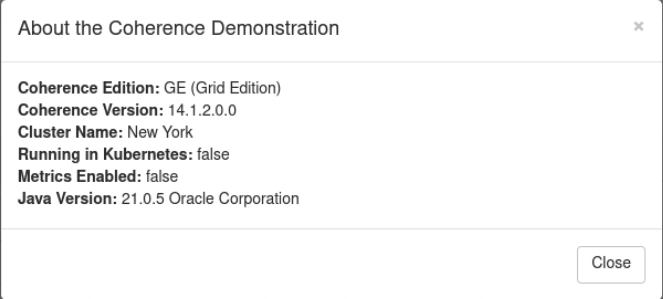 About the Coherence Demonstration
×
Coherence Edition: GE (Grid Edition)
Coherence Version: 14.1.2.0.0
Cluster Name: New York
Running in Kubernetes: false
Metrics Enabled: false
Java Version: 21.0.5 Oracle Corporation
Close